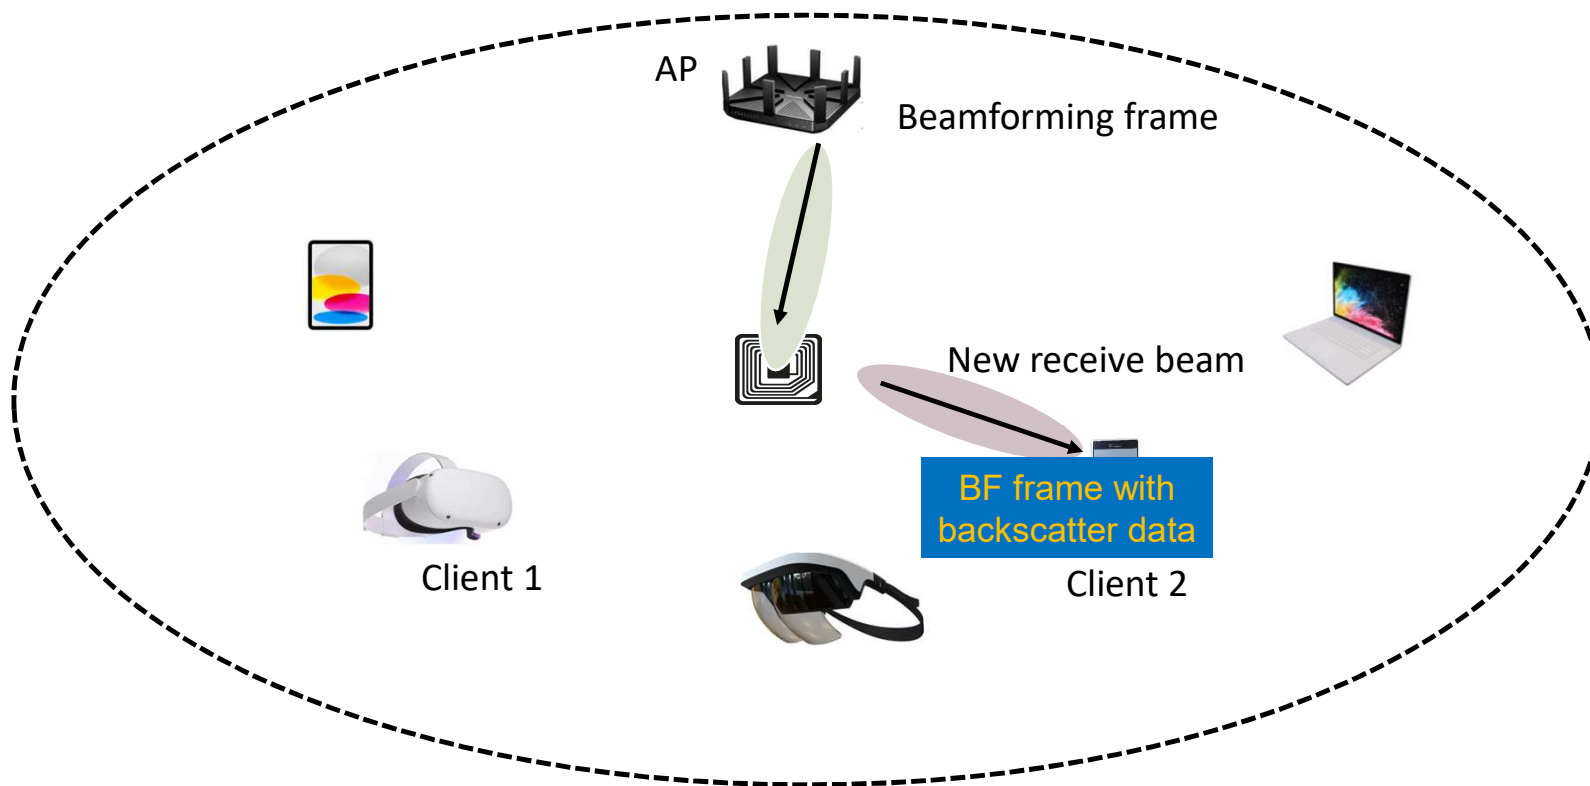 AP
Beamforming frame
New receive beam
BF frame with
backscatter data
Client 1
Client 2